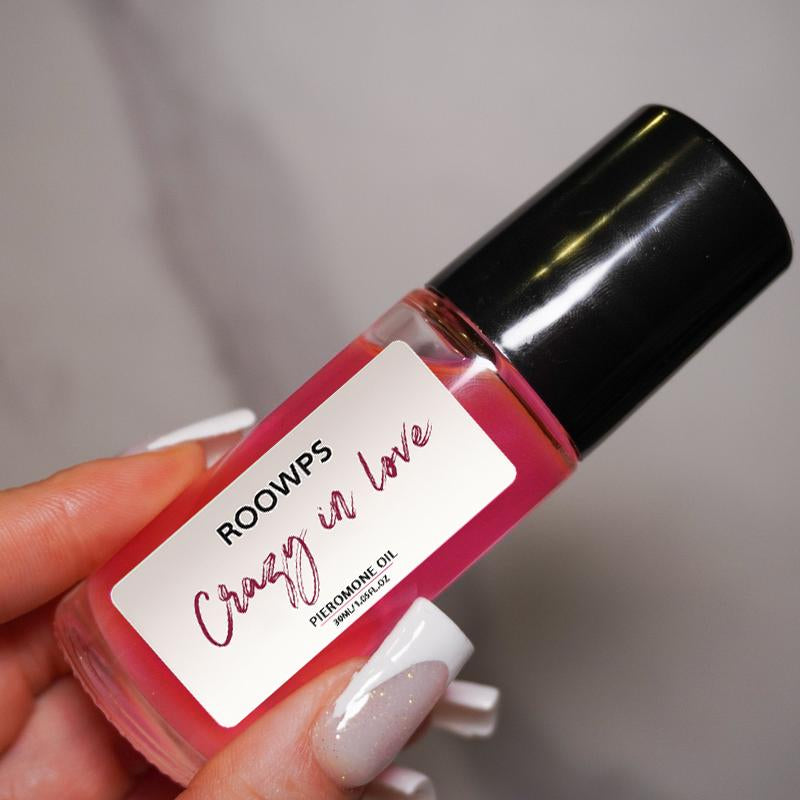 ROOWPS
Crazy in love
PIEROMONE OIL
30ML/1.05FL.OZ